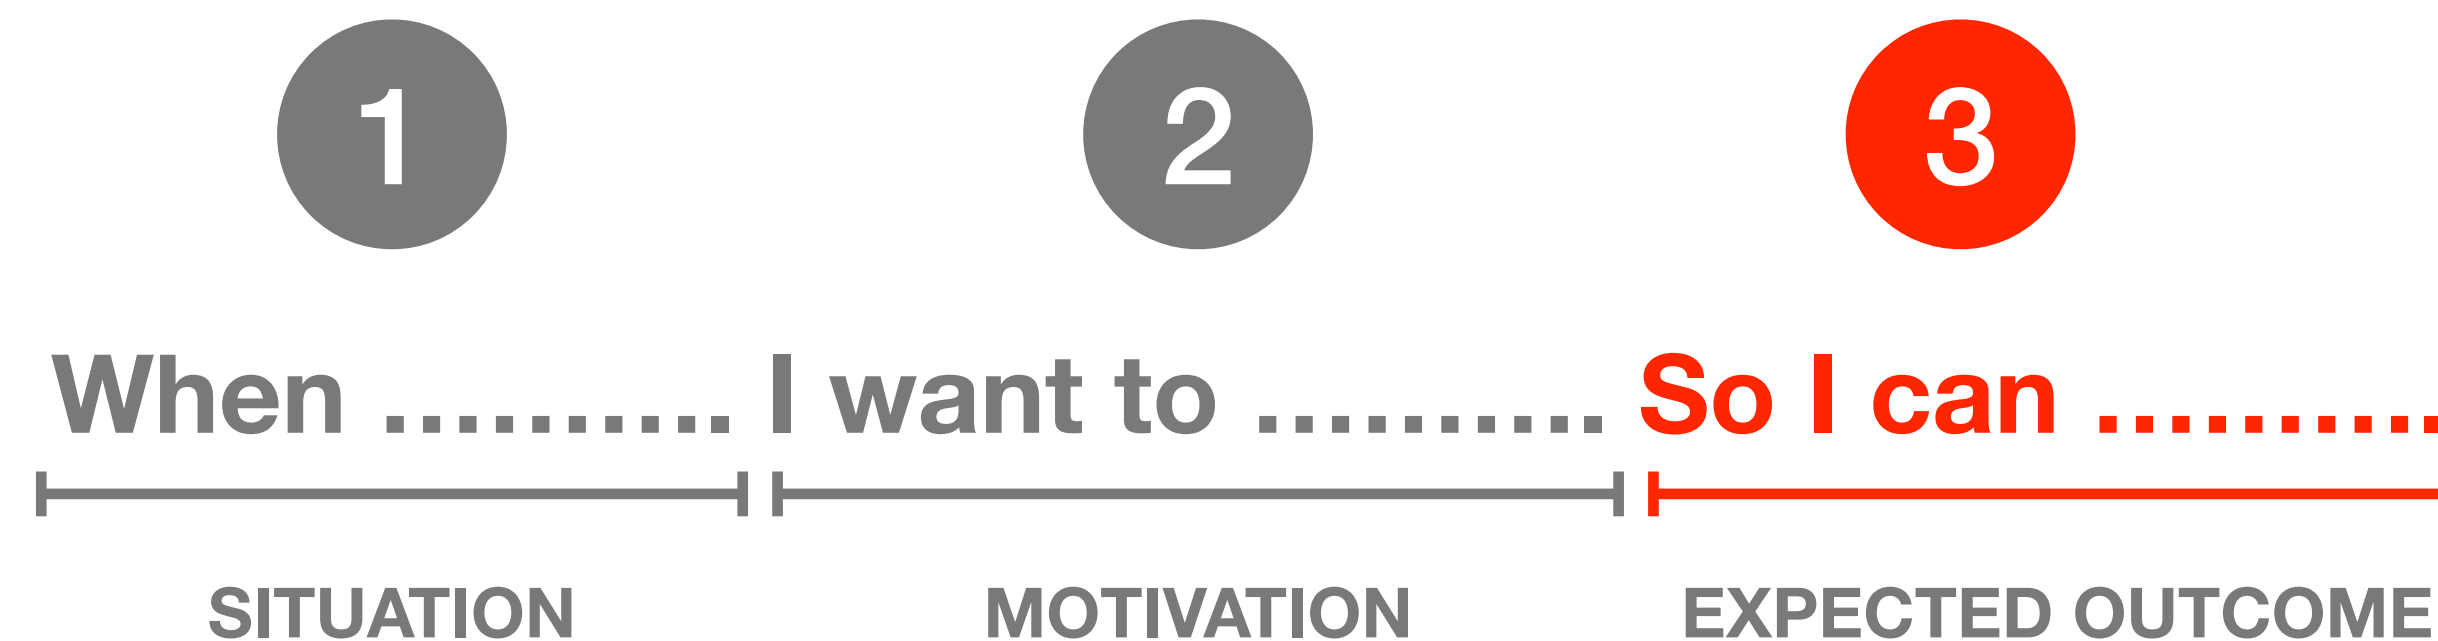 1 2 3
When .......... I want to .......... So I can ..........
SITUATION MOTIVATION EXPECTED OUTCOME